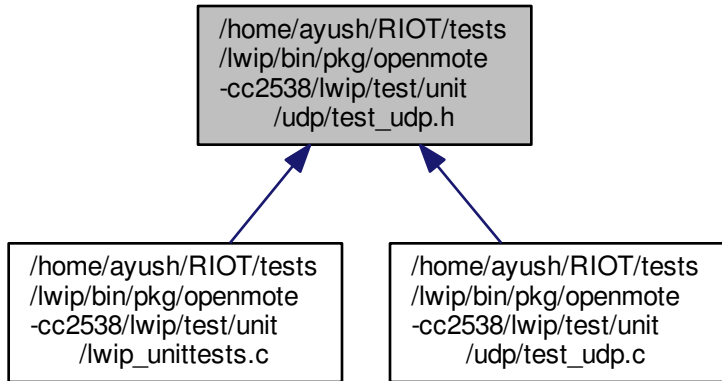 /home/ayush/RIOT/tests
/lwip/bin/pkg/openmote
-cc2538/lwip/test/unit
/udp/test_udp.h
/home/ayush/RIOT/tests
/lwip/bin/pkg/openmote
-cc2538/lwip/test/unit
/lwip_unittests.c
/home/ayush/RIOT/tests
/lwip/bin/pkg/openmote
-cc2538/lwip/test/unit
/udp/test_udp.c